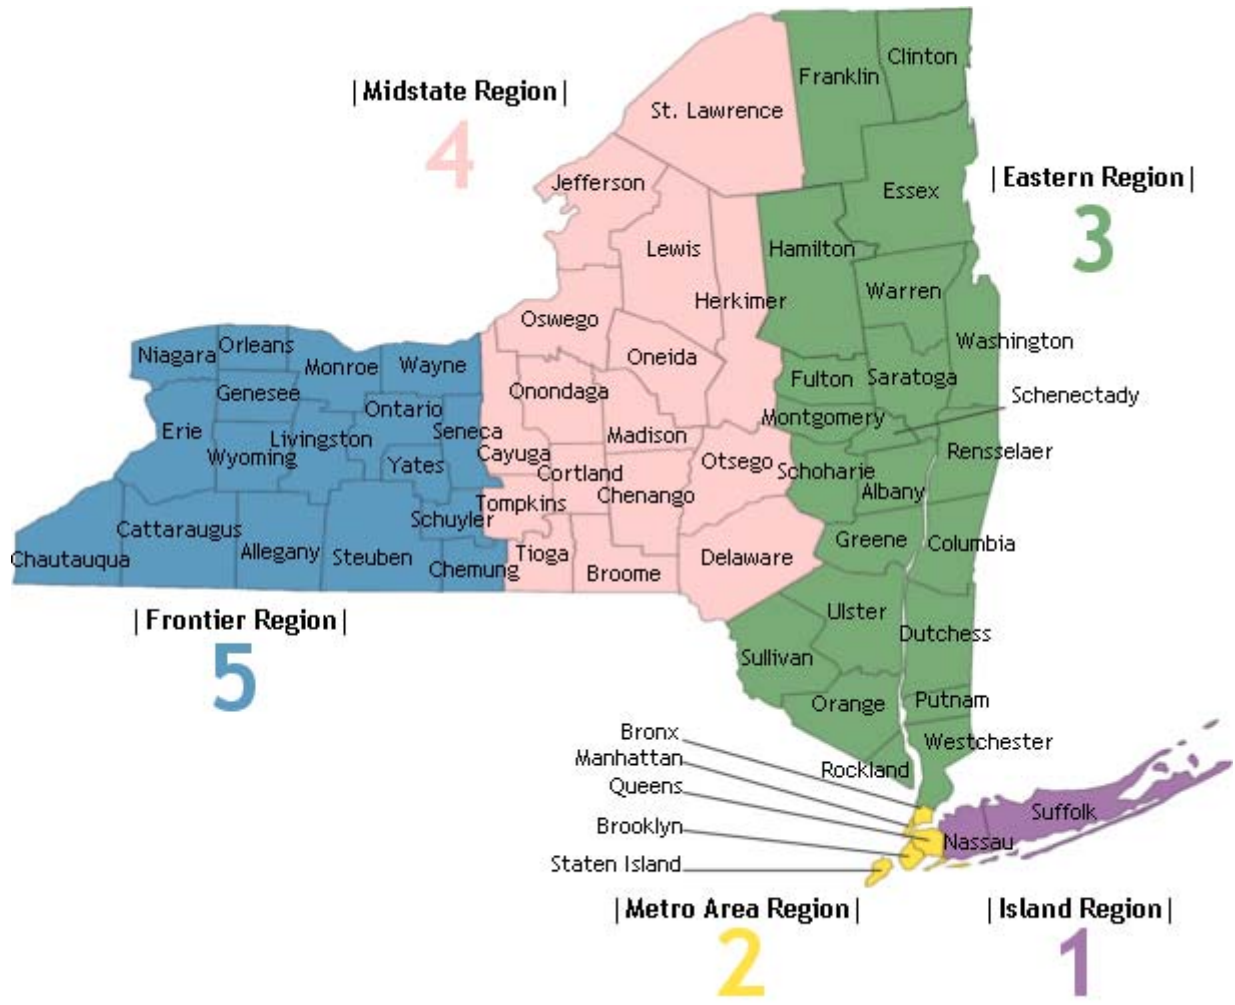 Clinton
Franklin
|Midstate Region|
4
St. Lawrence
|Eastern Region|
3
Jefferson
Essex
Lewis
Hamilton
Herkimer
Warren
Oswego
Washington
Niagara
Orleans
Monroe
Wayne
Oneida
Fulton
Saratoga
Genesee
Onondaga
Schenectady
Ontario
Montgomery
Erie
Livingston
Seneca
Madison
Wyoming
Cayuga
Rensselaer
Yates
Otsego
Schoharie
Cortland
Chenango
Albany
Tompkins
Cattaraugus
Schuyler
Greene
Columbia
Chautauqua
Allegany
Steuben
Tioga
Delaware
Chemung
Broome
|Frontier Region|
5
Ulster
Dutchess
Sullivan
Orange
Putnam
Bronx
Westchester
Manhattan
Rockland
Queens
Suffolk
Brooklyn
Nassau
Staten Island
|Metro Area Region|
2
|Island Region|
1